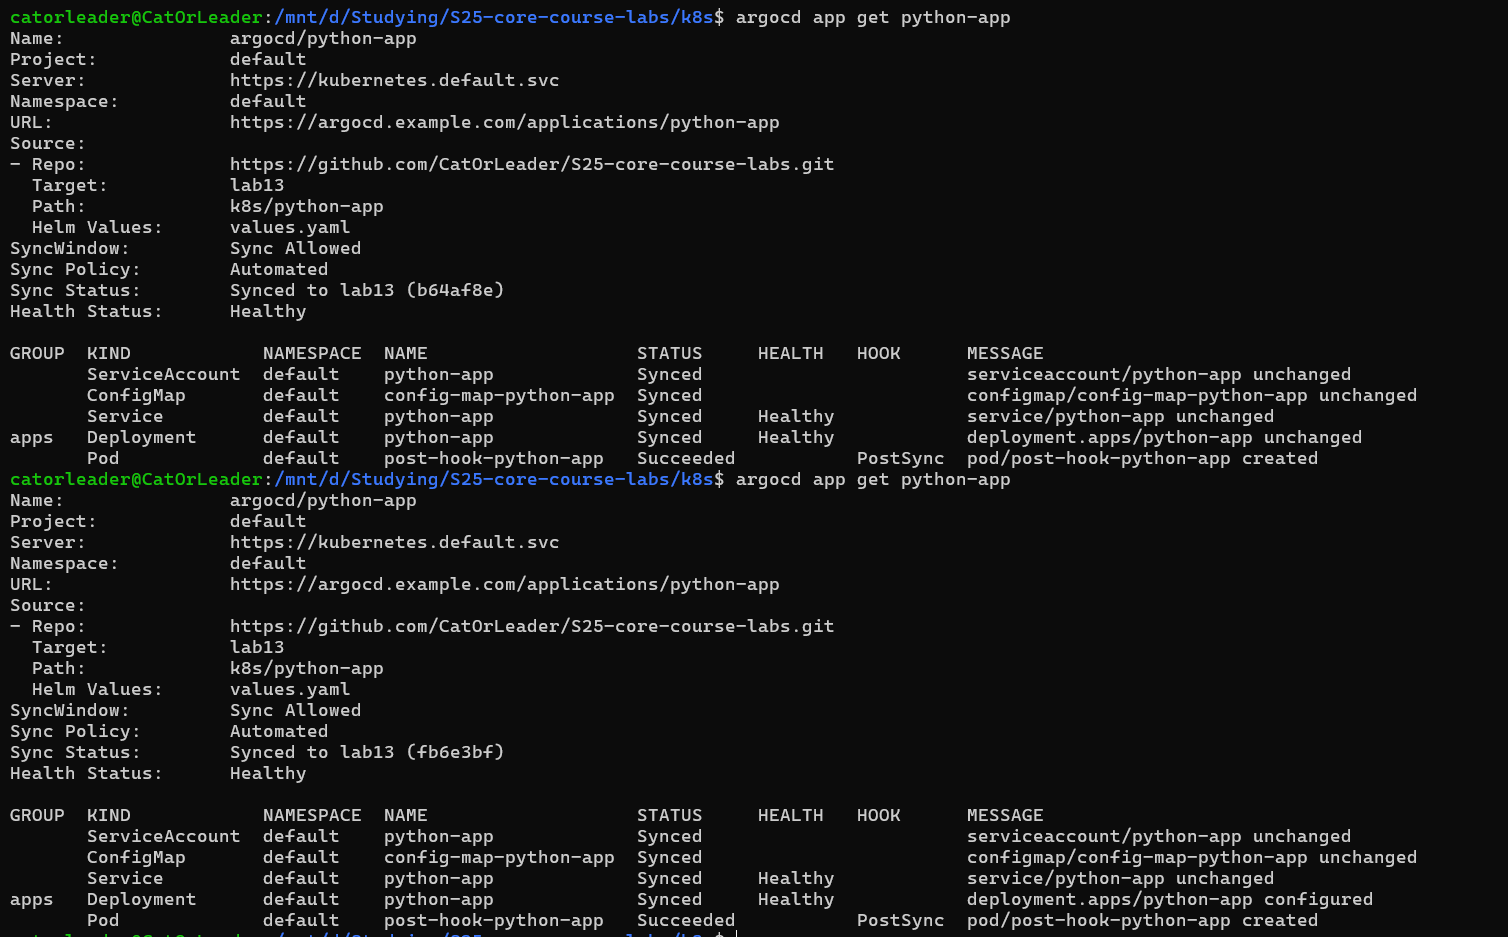 catorleader@CatOrLeader:/mnt/d/Studying/S25-core-course-labs/k8s$ argocd app get python-app
Name:               argocd/python-app
Project:            default
Server:             https://kubernetes.default.svc
Namespace:          default
URL:                https://argocd.example.com/applications/python-app
Source:
- Repo:             https://github.com/CatOrLeader/S25-core-course-labs.git
  Target:           lab13
  Path:             k8s/python-app
  Helm Values:      values.yaml
SyncWindow:         Sync Allowed
Sync Policy:        Automated
Sync Status:        Synced to lab13 (b64af8e)
Health Status:      Healthy

GROUP  KIND            NAMESPACE  NAME                   STATUS     HEALTH   HOOK      MESSAGE
       ServiceAccount  default    python-app             Synced                        serviceaccount/python-app unchanged
       ConfigMap       default    config-map-python-app  Synced                        configmap/config-map-python-app unchanged
       Service         default    python-app             Synced     Healthy            service/python-app unchanged
apps   Deployment      default    python-app             Synced     Healthy            deployment.apps/python-app unchanged
       Pod             default    post-hook-python-app   Succeeded           PostSync  pod/post-hook-python-app created
catorleader@CatOrLeader:/mnt/d/Studying/S25-core-course-labs/k8s$ argocd app get python-app
Name:               argocd/python-app
Project:            default
Server:             https://kubernetes.default.svc
Namespace:          default
URL:                https://argocd.example.com/applications/python-app
Source:
- Repo:             https://github.com/CatOrLeader/S25-core-course-labs.git
  Target:           lab13
  Path:             k8s/python-app
  Helm Values:      values.yaml
SyncWindow:         Sync Allowed
Sync Policy:        Automated
Sync Status:        Synced to lab13 (fb6e3bf)
Health Status:      Healthy

GROUP  KIND            NAMESPACE  NAME                   STATUS     HEALTH   HOOK      MESSAGE
       ServiceAccount  default    python-app             Synced                        serviceaccount/python-app unchanged
       ConfigMap       default    config-map-python-app  Synced                        configmap/config-map-python-app unchanged
       Service         default    python-app             Synced     Healthy            service/python-app unchanged
apps   Deployment      default    python-app             Synced     Healthy            deployment.apps/python-app configured
       Pod             default    post-hook-python-app   Succeeded           PostSync  pod/post-hook-python-app created